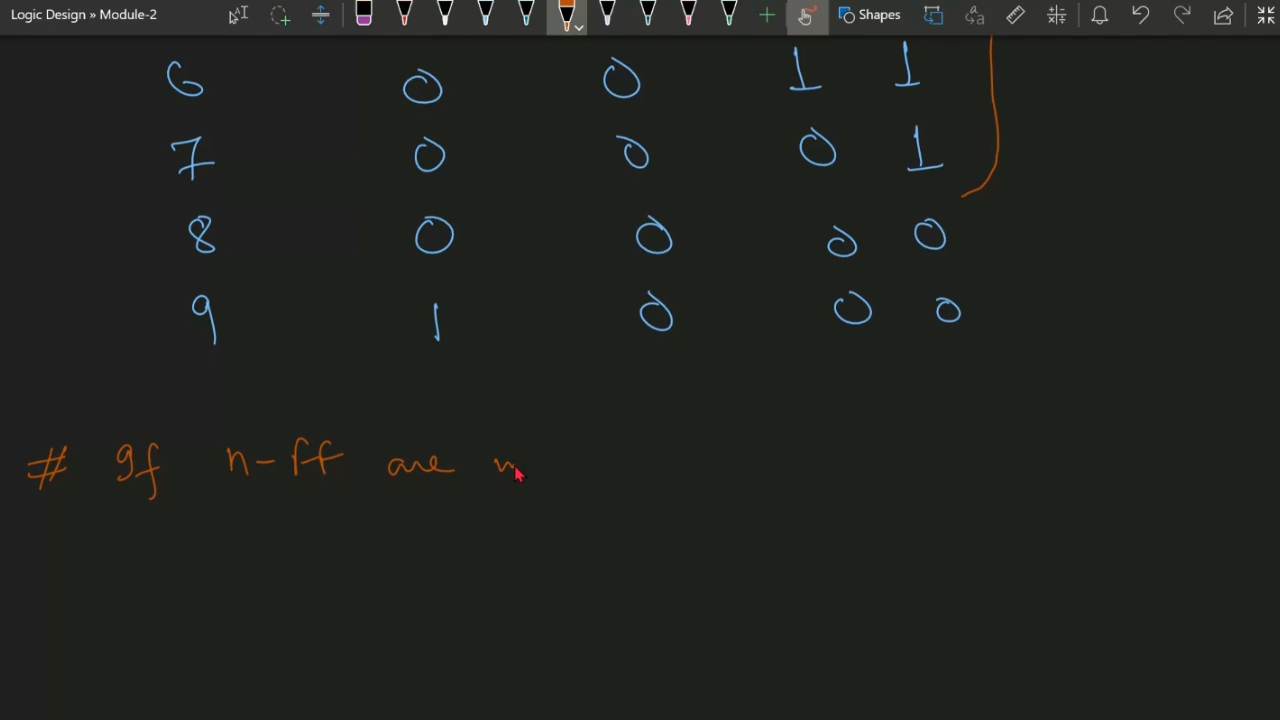 Logic Design » Module-2 Shapes
6 0 0 1 1
7 0 0 0 1
8 0 0 0 0
9 1 0 0 0
# If n-ff are